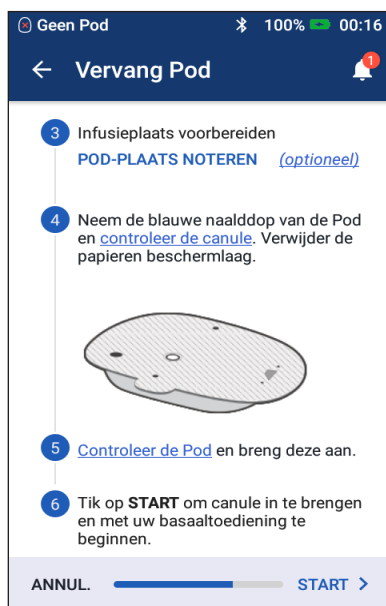 Geen Pod 100% 00:16
Vervang Pod 1
3 Infusieplaats voorbereiden
POD-PLAATS NOTEREN (optioneel)
4 Neem de blauwe naalddop van de Pod
en controleer de canule. Verwijder de
papieren beschermlaag.
5 Controleer de Pod en breng deze aan.
6 Tik op START om canule in te brengen
en met uw basaaltoediening te
beginnen.
ANNUL. START